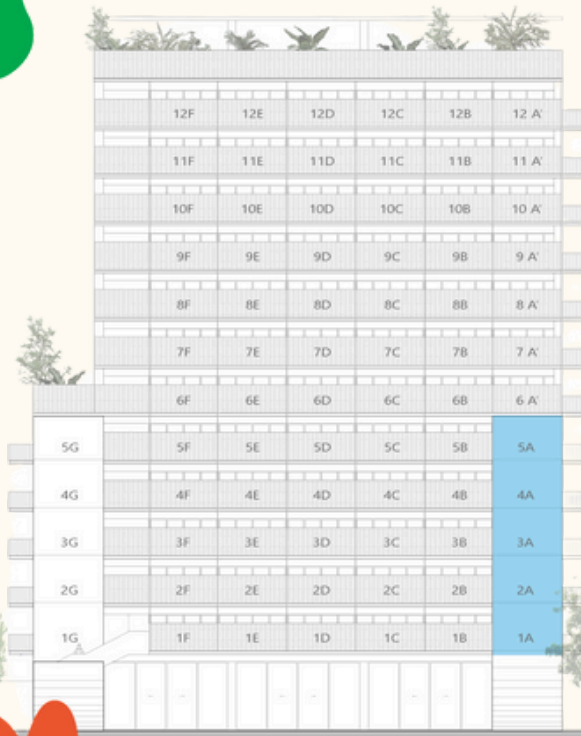 12F 12E 12D 12C 12B 12 A'
11F 11E 11D 11C 11B 11 A'
10F 10E 10D 10C 10B 10 A'
9F 9E 9D 9C 9B 9 A'
8F 8E 8D 8C 8B 8 A'
7F 7E 7D 7C 7B 7 A'
6F 6E 6D 6C 6B 6 A'
5G 5F 5E 5D 5C 5B 5A
4G 4F 4E 4D 4C 4B 4A
3G 3F 3E 3D 3C 3B 3A
2G 2F 2E 2D 2C 2B 2A
1G 1F 1E 1D 1C 1B 1A